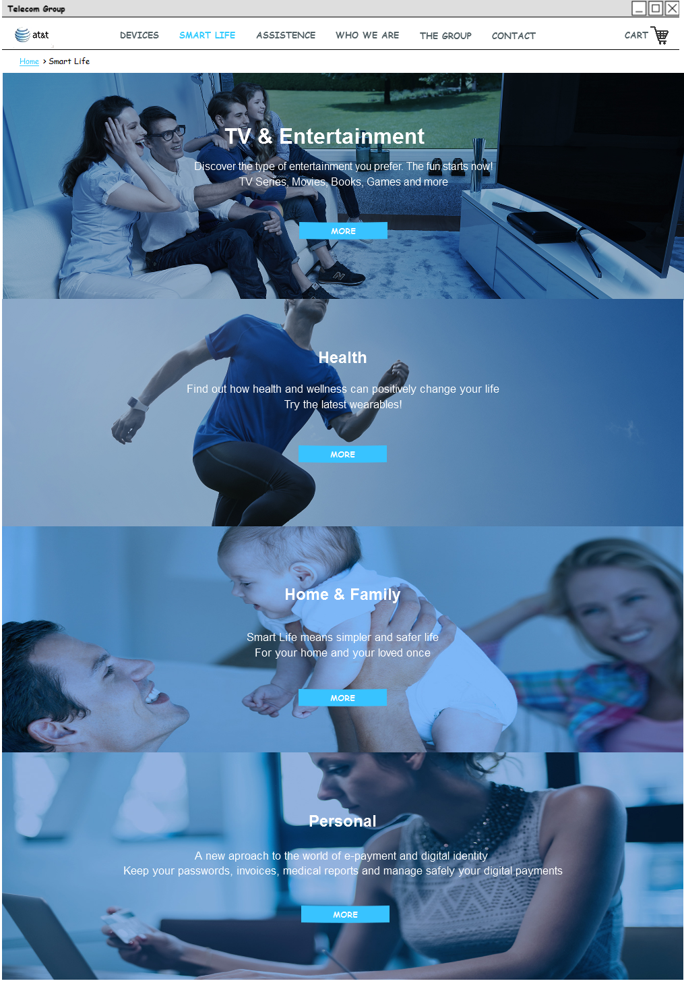 Telecom Group
at&t
DEVICES SMART LIFE ASSISTENCE WHO WE ARE THE GROUP CONTACT CART
Home > Smart Life
TV & Entertainment
Discover the type of entertainment you prefer. The fun starts now!
TV Series, Movies, Books, Games and more
MORE
Health
Find out how health and wellness can positively change your life
Try the latest wearables!
MORE
Home & Family
Smart Life means simpler and safer life
For your home and your loved once
MORE
Personal
A new aproach to the world of e-payment and digital identity
Keep your passwords, invoices, medical reports and manage safely your digital payments
MORE